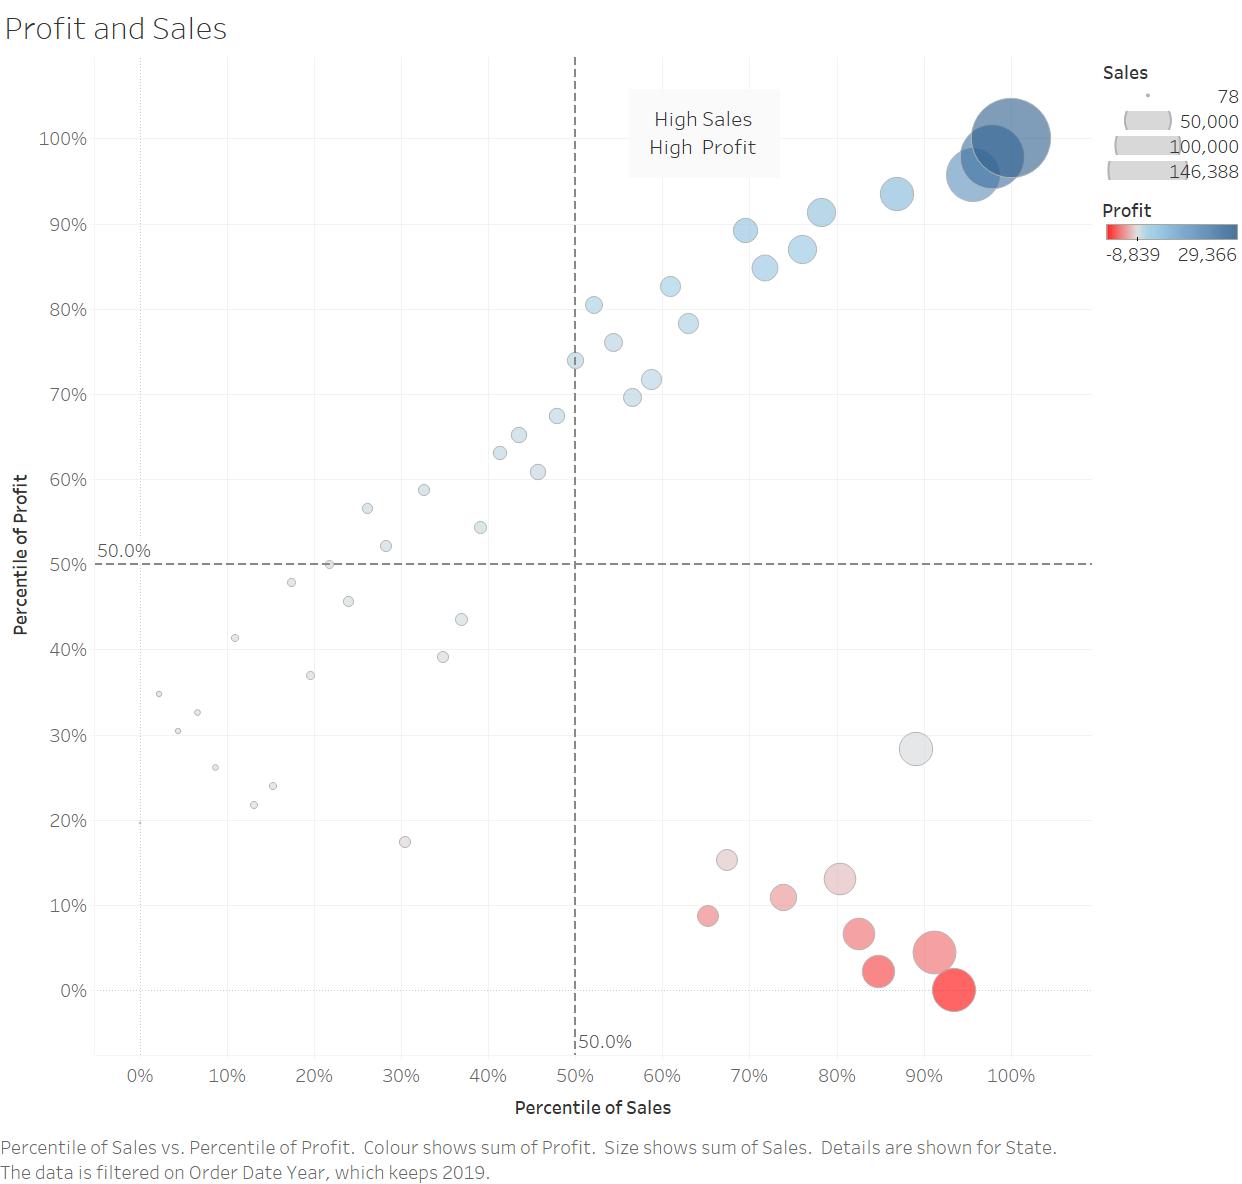 Profit and Sales
Sales
78
50,000
100,000
146,388
Profit
-8,839 29,366
High Sales
High Profit
100%
90%
80%
70%
60%
50%
40%
30%
20%
10%
0%
50.0%
50.0%
Percentile of Profit
0% 10% 20% 30% 40% 50% 60% 70% 80% 90% 100%
Percentile of Sales
Percentile of Sales vs. Percentile of Profit. Colour shows sum of Profit. Size shows sum of Sales. Details are shown for State.
The data is filtered on Order Date Year, which keeps 2019.